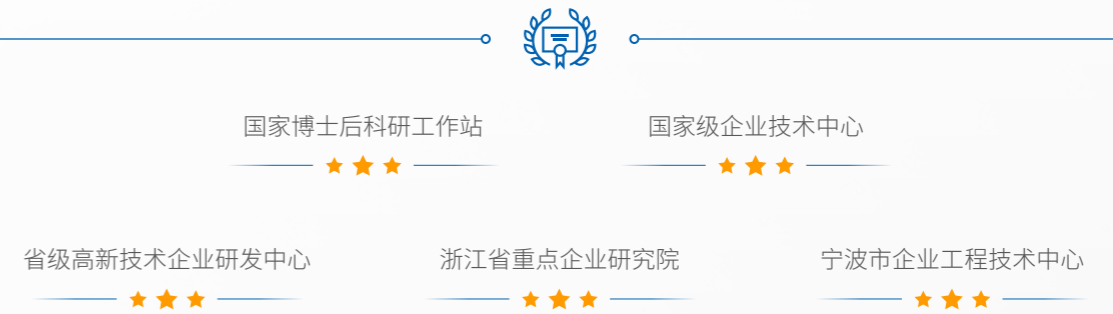 国家博士后科研工作站
国家级企业技术中心
省级高新技术企业研发中心
浙江省重点企业研究院
宁波市企业工程技术中心